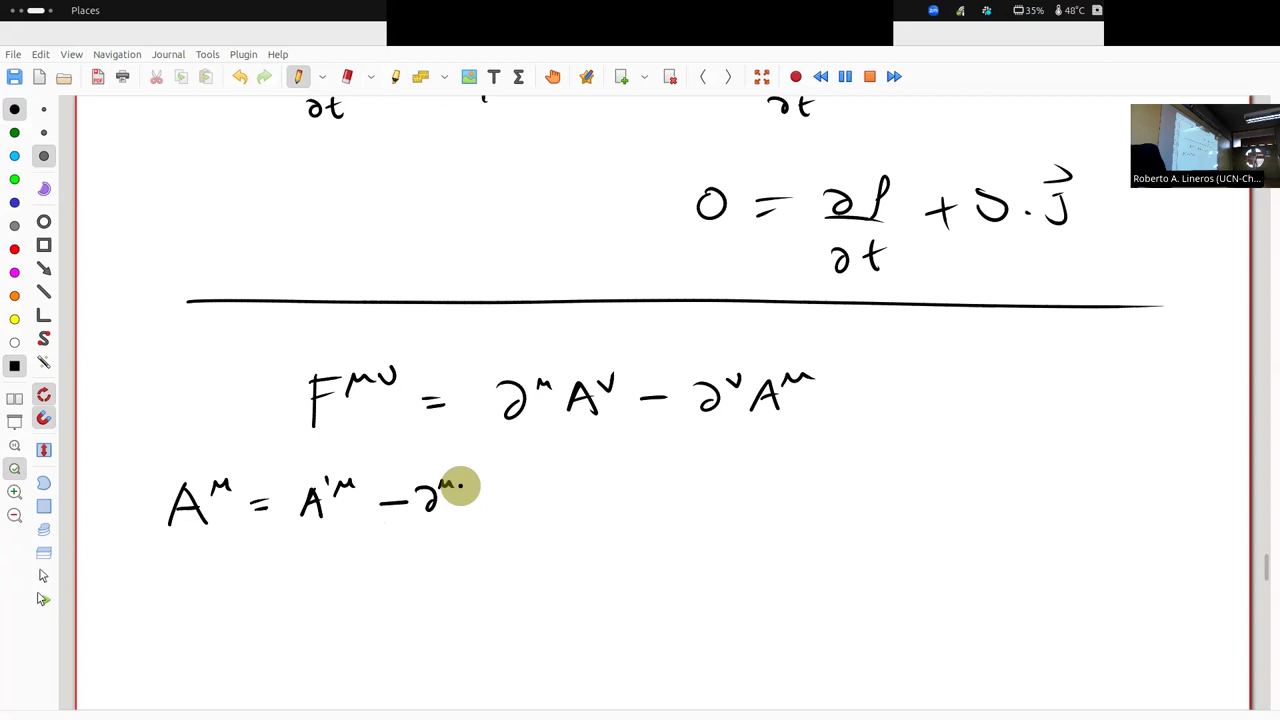 Places
35% 48°C
File Edit View Navigation Journal Tools Plugin Help
∂t ∂t
Roberto A. Lineros (UCN-Ch...
0 = ∂ρ/∂t + ∇·J⃗
F^μν = ∂^μ A^ν − ∂^ν A^μ
A^μ = A'^μ − ∂^μ